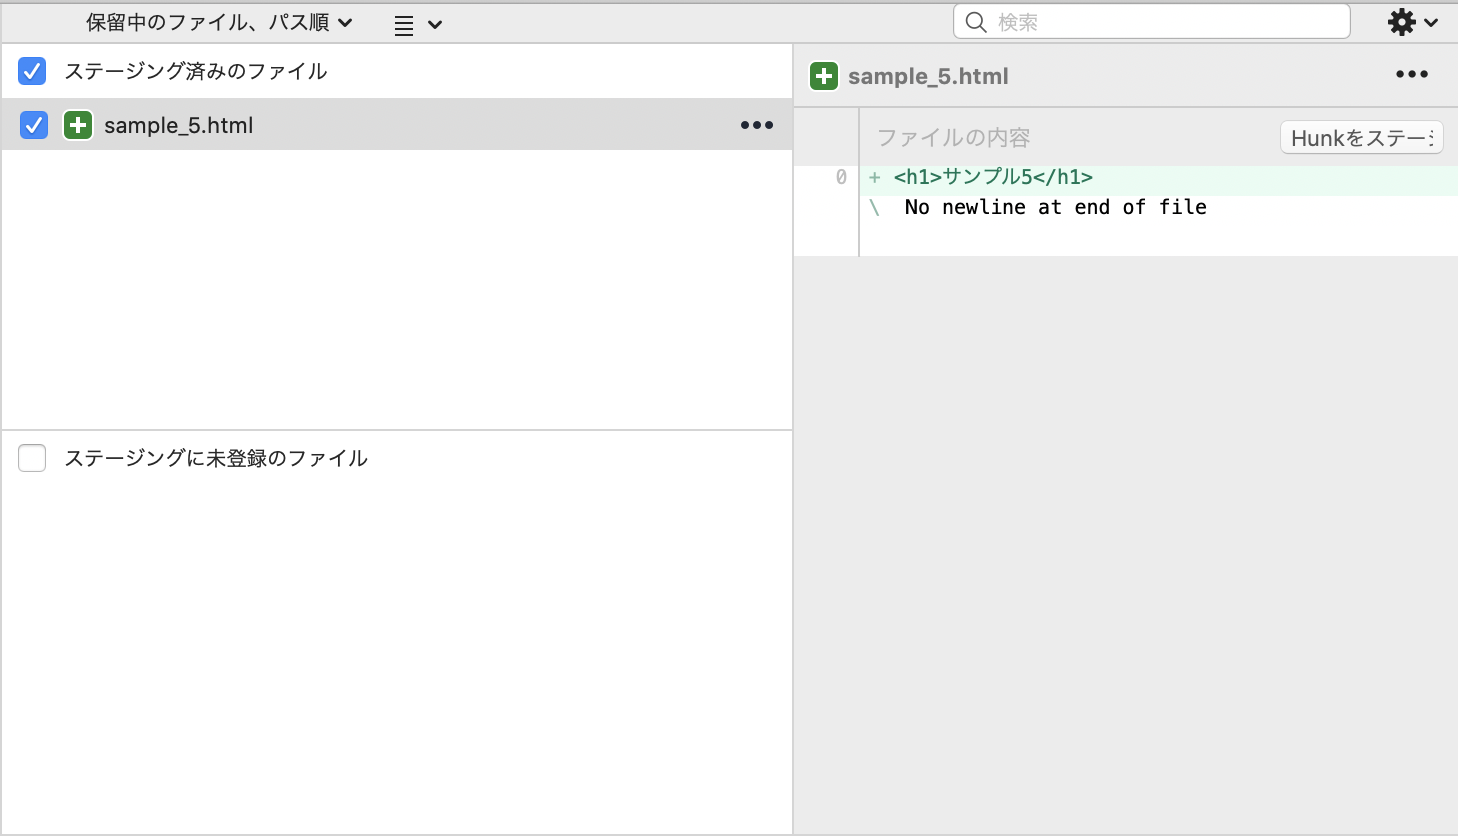 保留中のファイル、パス順
検索
ステージング済みのファイル
sample_5.html
ステージングに未登録のファイル
sample_5.html
ファイルの内容
Hunkをステー
0 + <h1>サンプル5</h1>
\ No newline at end of file